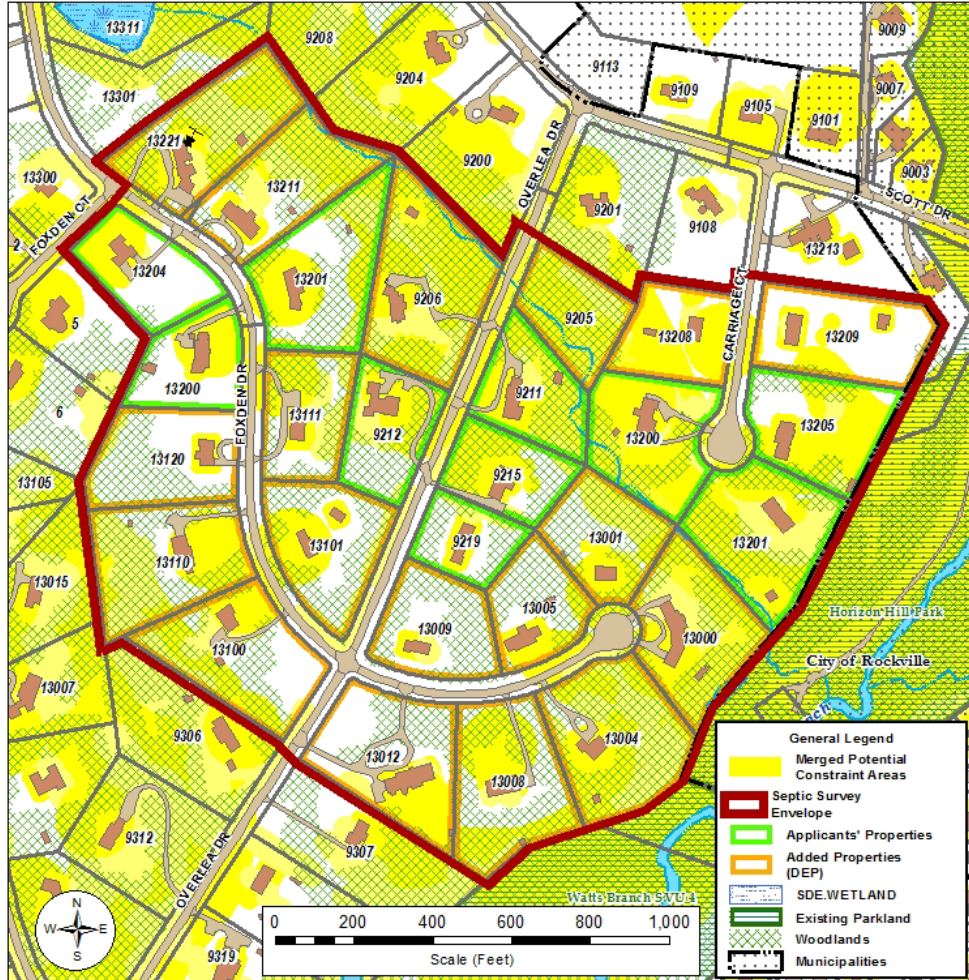 13311
9208
9009
9204
9113
13301
9109
9105
9007
9101
13221
OVERLEA DR
9200
9003
13300
13211
SCOTT DR
9201
FOXDEN CT
9108
2
13204
13213
13201
9206
5
9205
CARRIAGE CT
13208
13209
13200
FOXDEN DR
9211
6
13111
9212
13200
13205
13120
9215
13105
13201
9219
13001
13101
13110
13015
13005
Horizon Hill Park
13009
13000
13100
City of Rockville
13007
9306
13004
13012
13008
9312
9307
OVERLEA DR
Watts Branch SVU 4
9319
N
W E
S
0 200 400 600 800 1,000
Scale (Feet)
General Legend
Merged Potential
Constraint Areas
Septic Survey
Envelope
Applicants' Properties
Added Properties
(DEP)
SDE.WETLAND
Existing Parkland
Woodlands
Municipalities